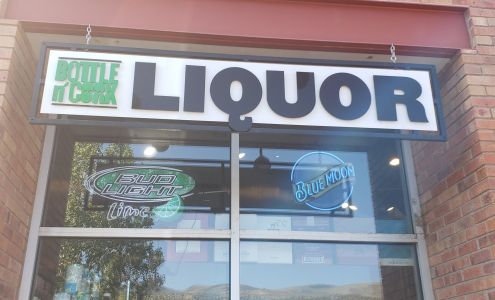 BOTTLE
n' CORK
LIQUOR
BUD
LIGHT
Lime
BLUE MOON